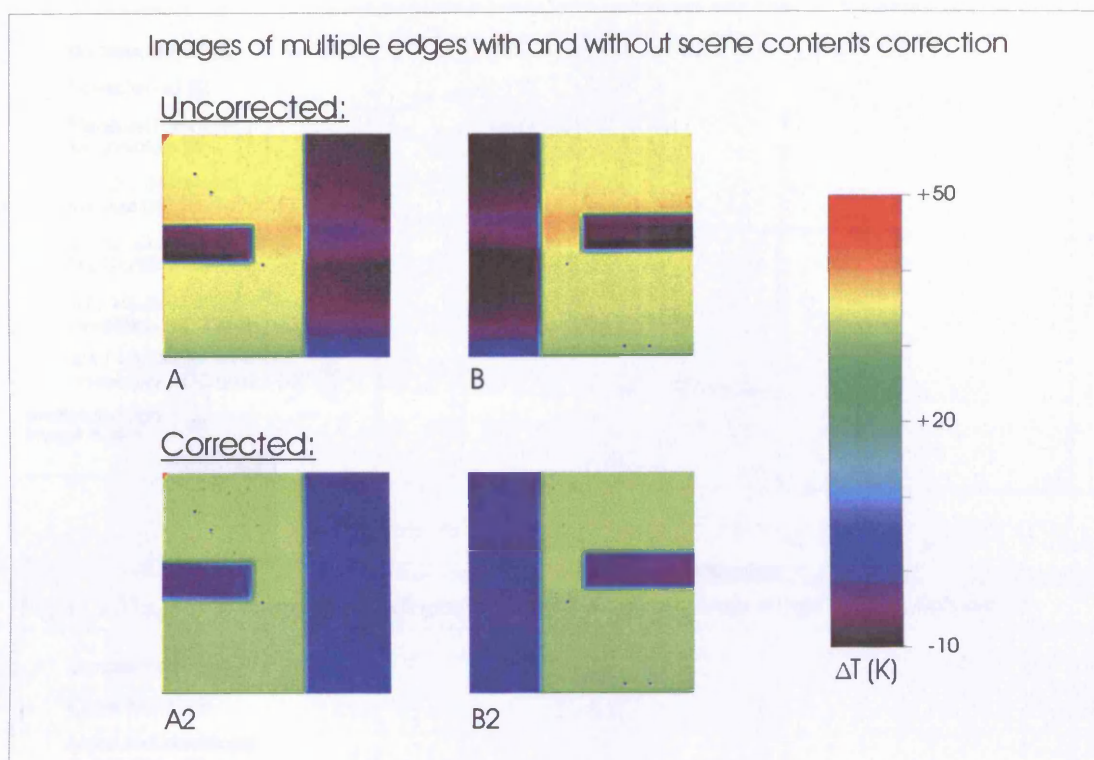 Images of multiple edges with and without scene contents correction
Uncorrected:
A
B
+50
+20
-10
ΔT (K)
Corrected:
A2
B2